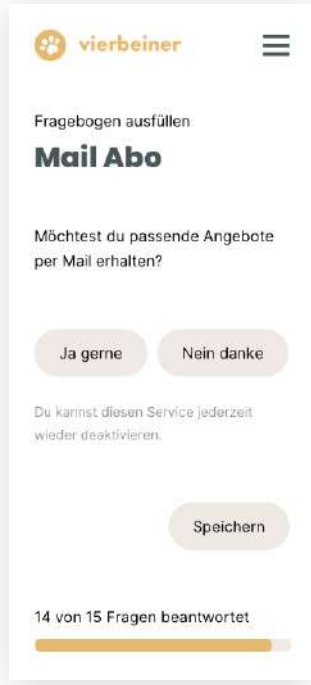 vierbeiner
Fragebogen ausfüllen
Mail Abo
Möchtest du passende Angebote
per Mail erhalten?
Ja gerne
Nein danke
Du kannst diesen Service jederzeit
wieder deaktivieren.
Speichern
14 von 15 Fragen beantwortet